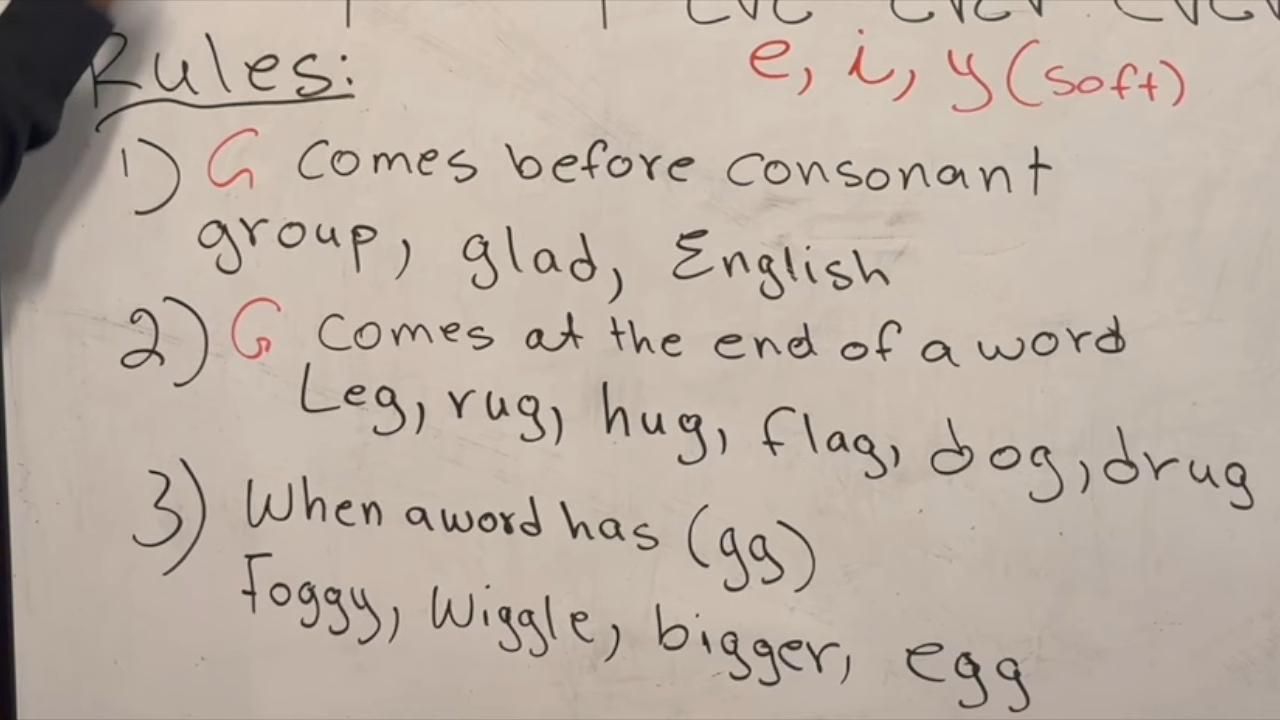 CVC CVCV CVCV
Rules:
e, i, y (soft)
1) G comes before consonant
group, glad, English
2) G comes at the end of a word
Leg, rug, hug, flag, dog, drug
3) When a word has (gg)
Foggy, Wiggle, bigger, egg